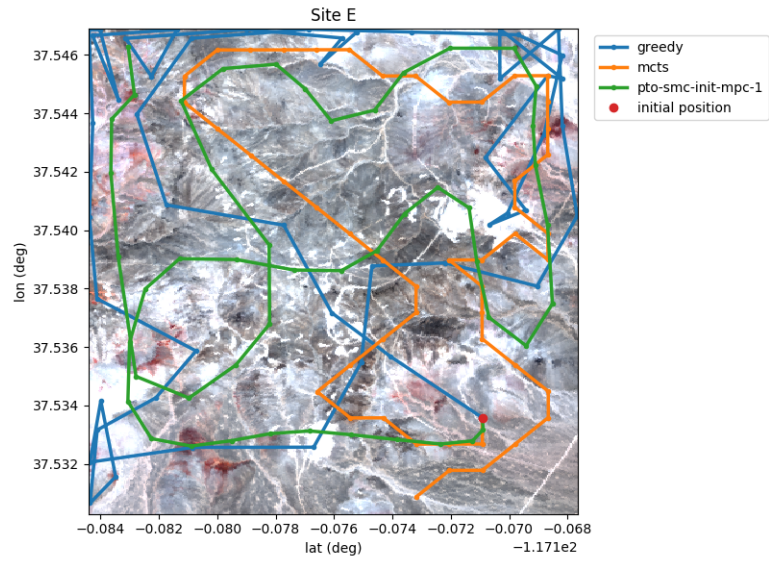 Site E
greedy
mcts
pto-smc-init-mpc-1
initial position
37.546
37.544
37.542
37.540
37.538
37.536
37.534
37.532
lon (deg)
−0.084 −0.082 −0.080 −0.078 −0.076 −0.074 −0.072 −0.070 −0.068
lat (deg)
−1.171e2